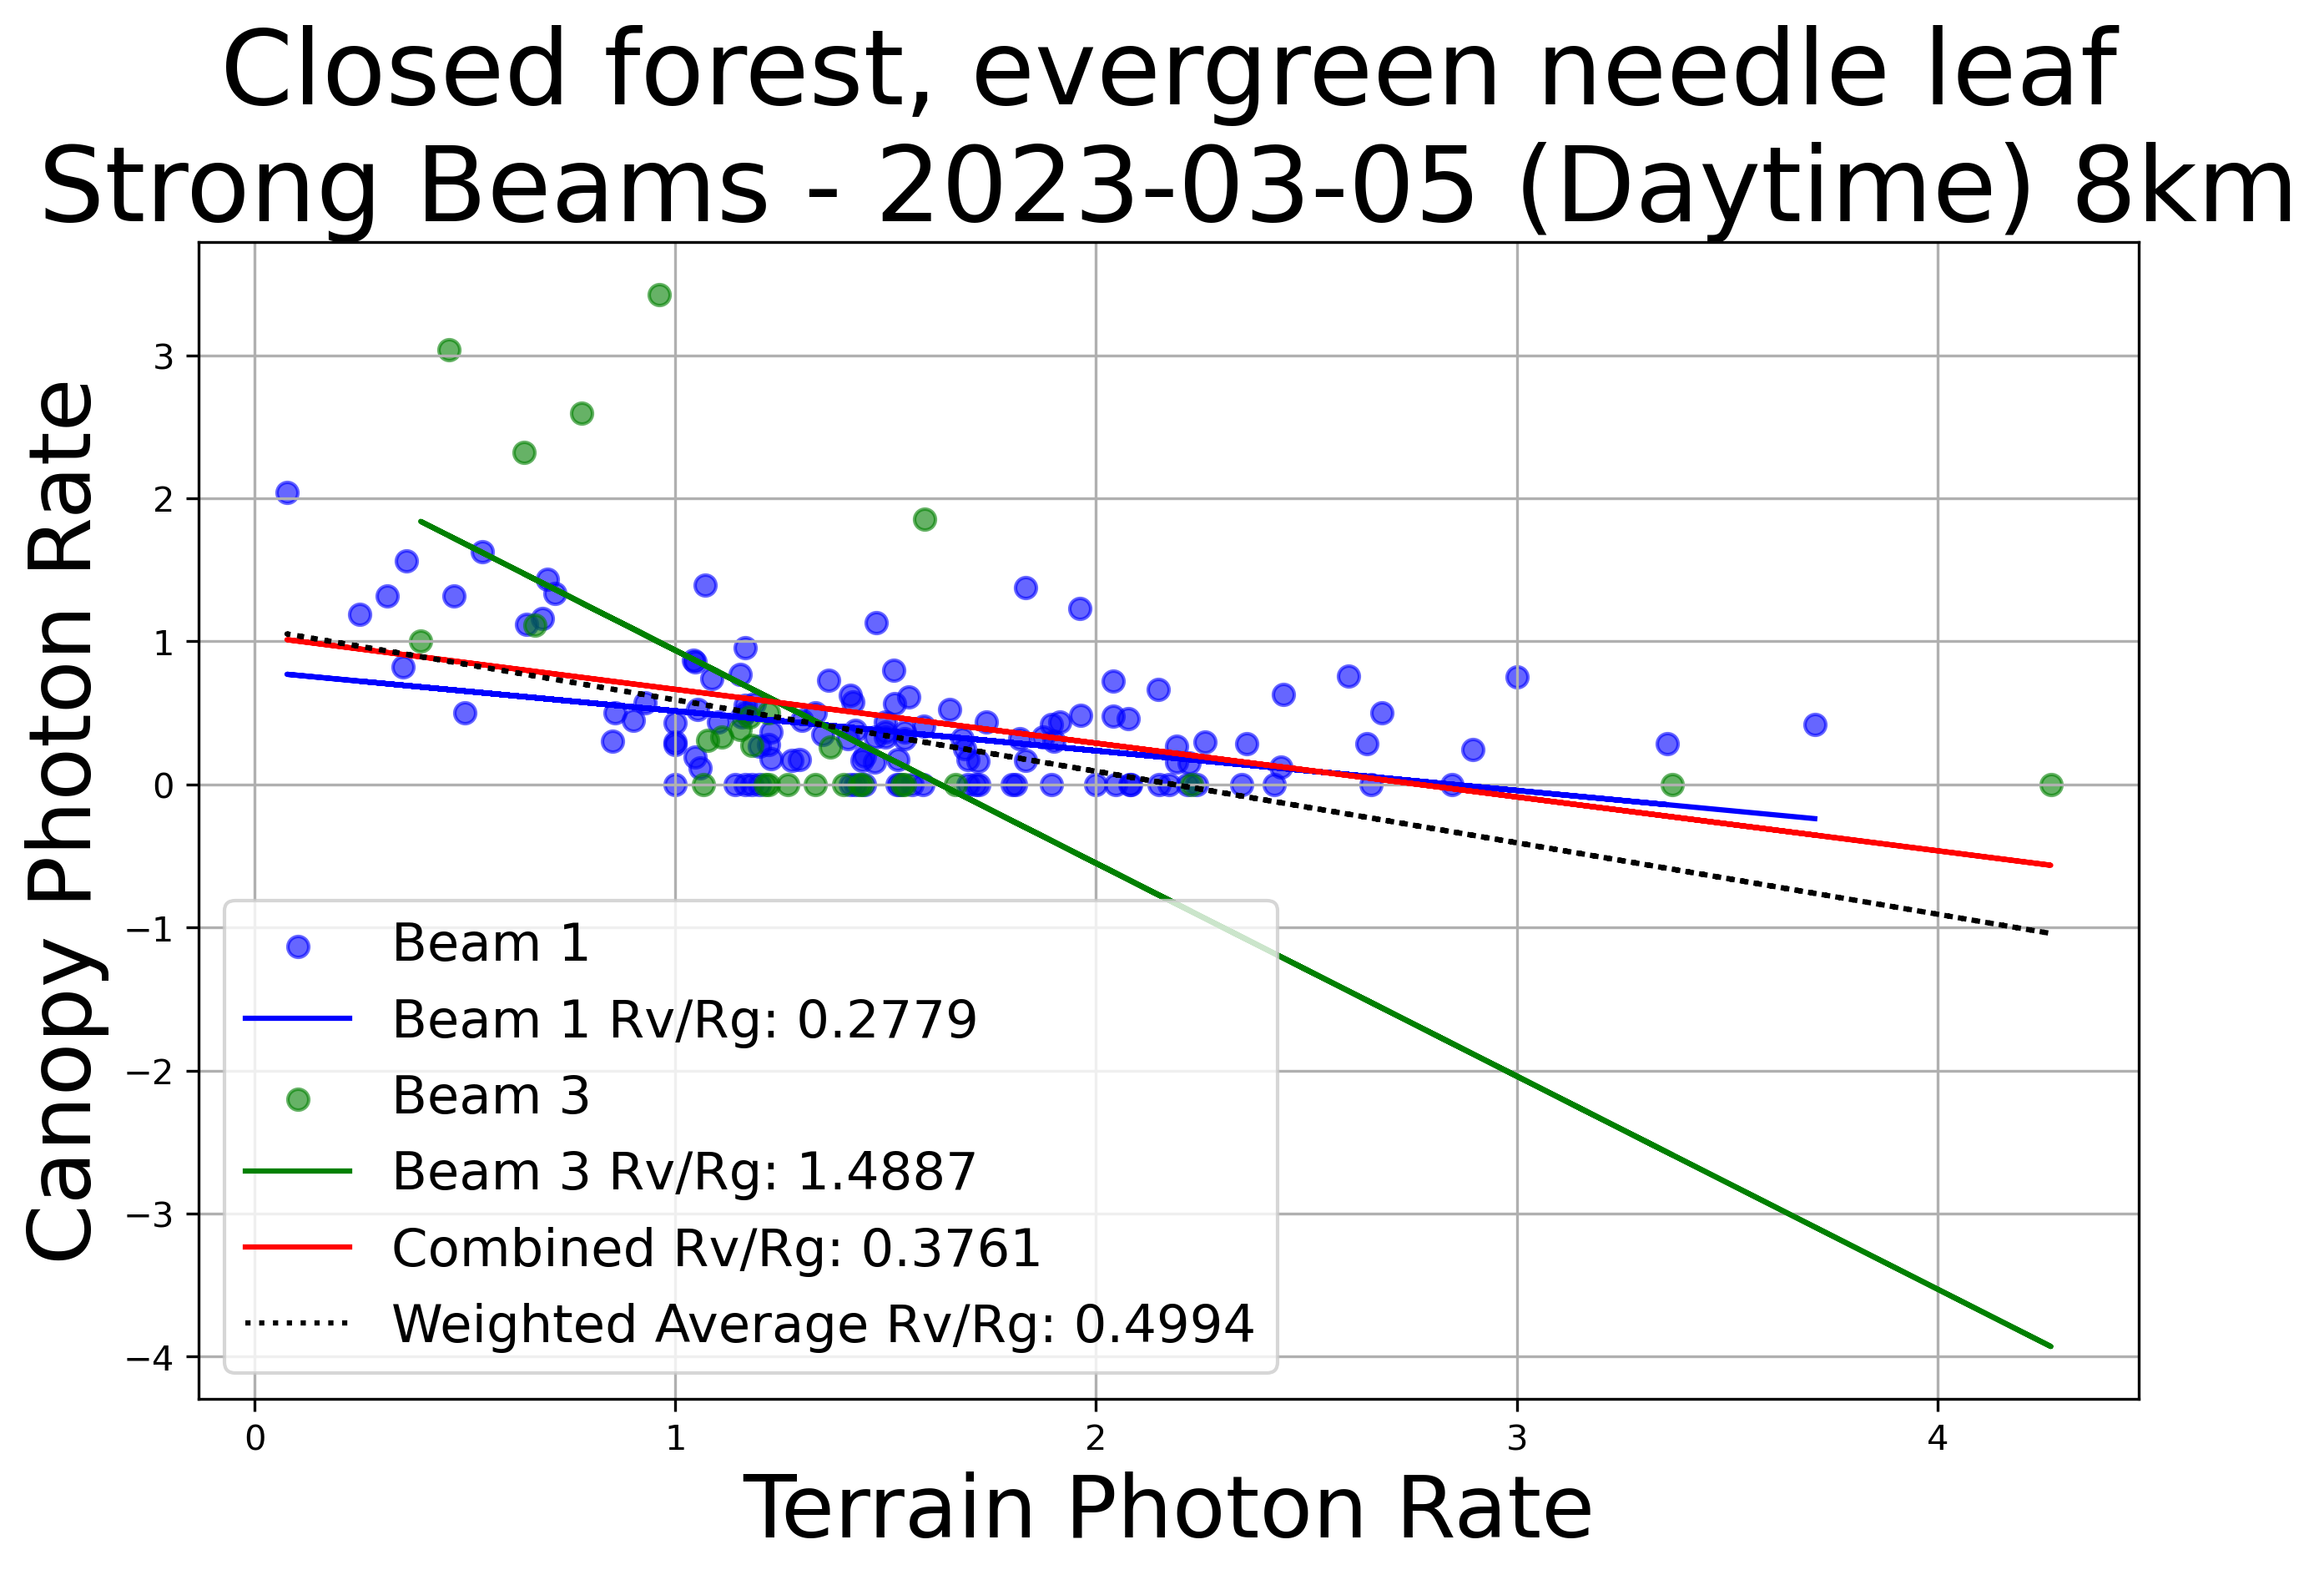 Closed forest, evergreen needle leaf
Strong Beams - 2023-03-05 (Daytime) 8km
Canopy Photon Rate
3
2
1
0
−1
−2
−3
−4
Beam 1
Beam 1 Rv/Rg: 0.2779
Beam 3
Beam 3 Rv/Rg: 1.4887
Combined Rv/Rg: 0.3761
Weighted Average Rv/Rg: 0.4994
0 1 2 3 4
Terrain Photon Rate